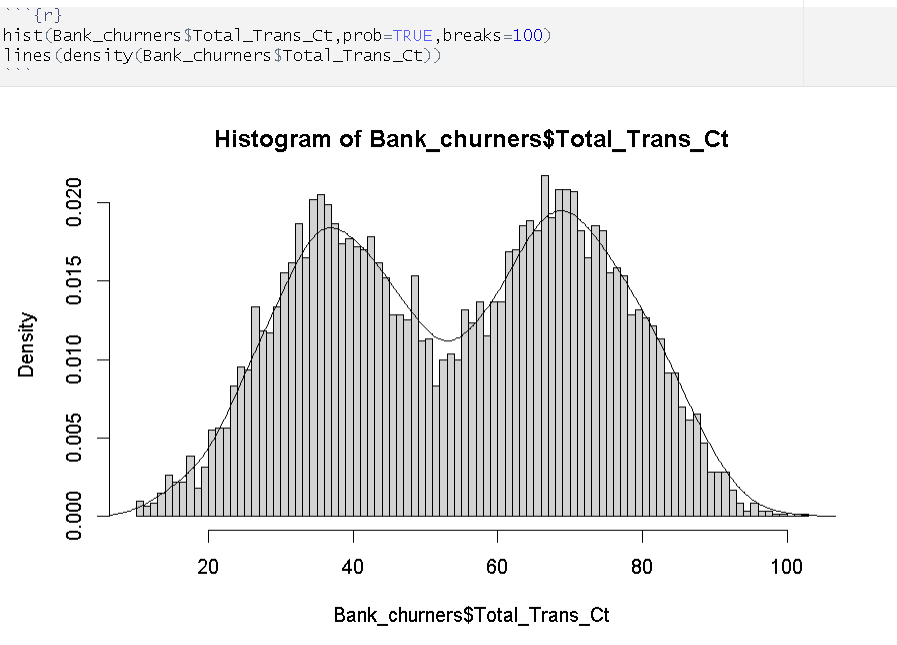 ```{r}
hist(Bank_churners$Total_Trans_Ct,prob=TRUE,breaks=100)
lines(density(Bank_churners$Total_Trans_Ct))
```
Histogram of Bank_churners$Total_Trans_Ct
Density
0.020
0.015
0.010
0.005
0.000
20 40 60 80 100
Bank_churners$Total_Trans_Ct